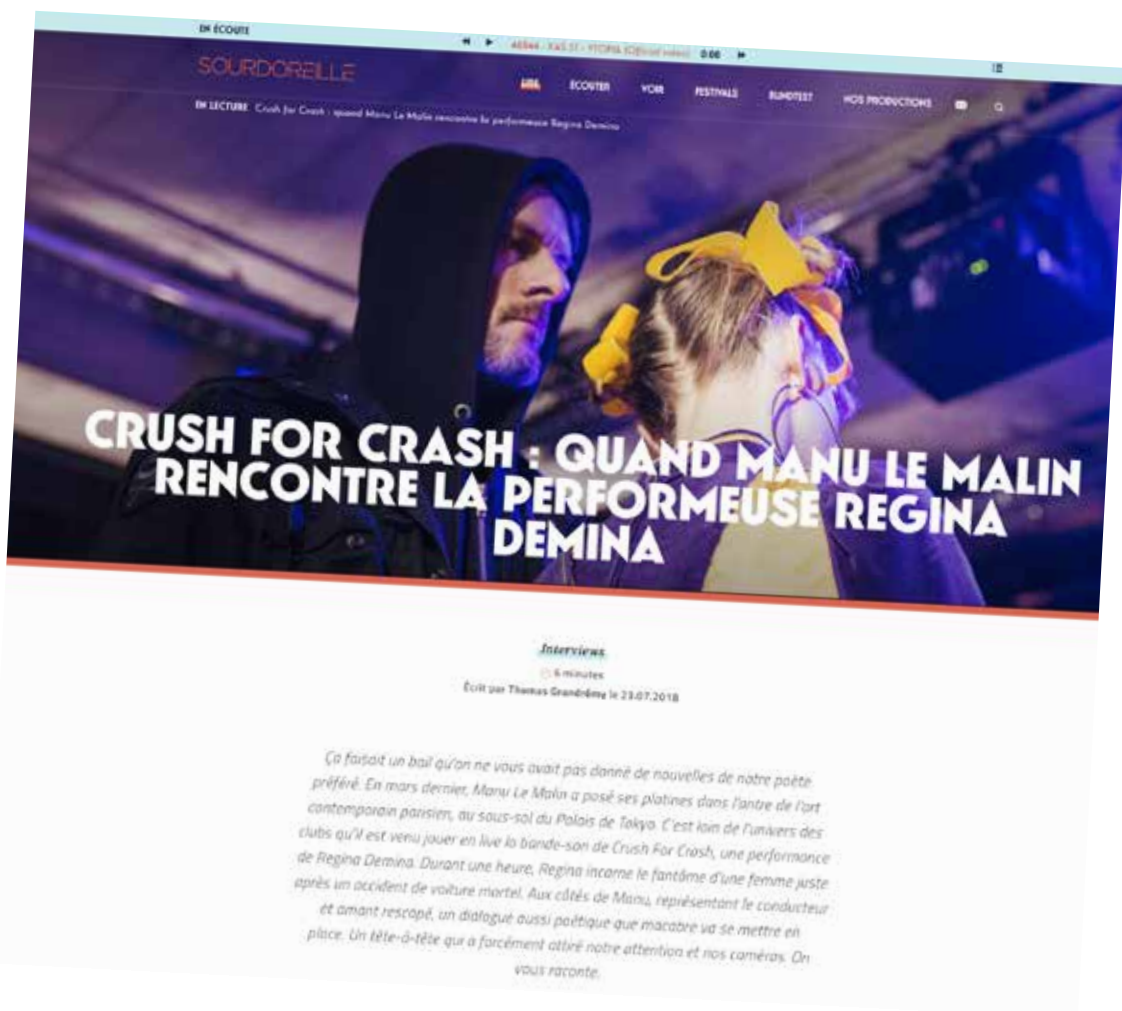 EN ÉCOUTE
0:00
SOURDOREILLE
LIRE ÉCOUTER VOIR FESTIVALS BLINDTEST NOS PRODUCTIONS
EN LECTURE Crush for Crash : quand Manu Le Malin rencontre la performeuse Regina Demina
CRUSH FOR CRASH : QUAND MANU LE MALIN
RENCONTRE LA PERFORMEUSE REGINA
DEMINA
Interviews
6 minutes
Écrit par Thomas Grandrémy le 23.07.2018
Ça faisait un bail qu'on ne vous avait pas donné de nouvelles de notre poète
préféré. En mars dernier, Manu Le Malin a posé ses platines dans l'antre de l'art
contemporain parisien, au sous-sol du Palais de Tokyo. C'est loin de l'univers des
clubs qu'il est venu jouer en live la bande-son de Crush For Crash, une performance
de Regina Demina. Durant une heure, Regina incarne le fantôme d'une femme juste
après un accident de voiture mortel. Aux côtés de Manu, représentant le conducteur
et amant rescapé, un dialogue aussi poétique que macabre va se mettre en
place. Un tête-à-tête qui a forcément attiré notre attention et nos caméras. On
vous raconte.